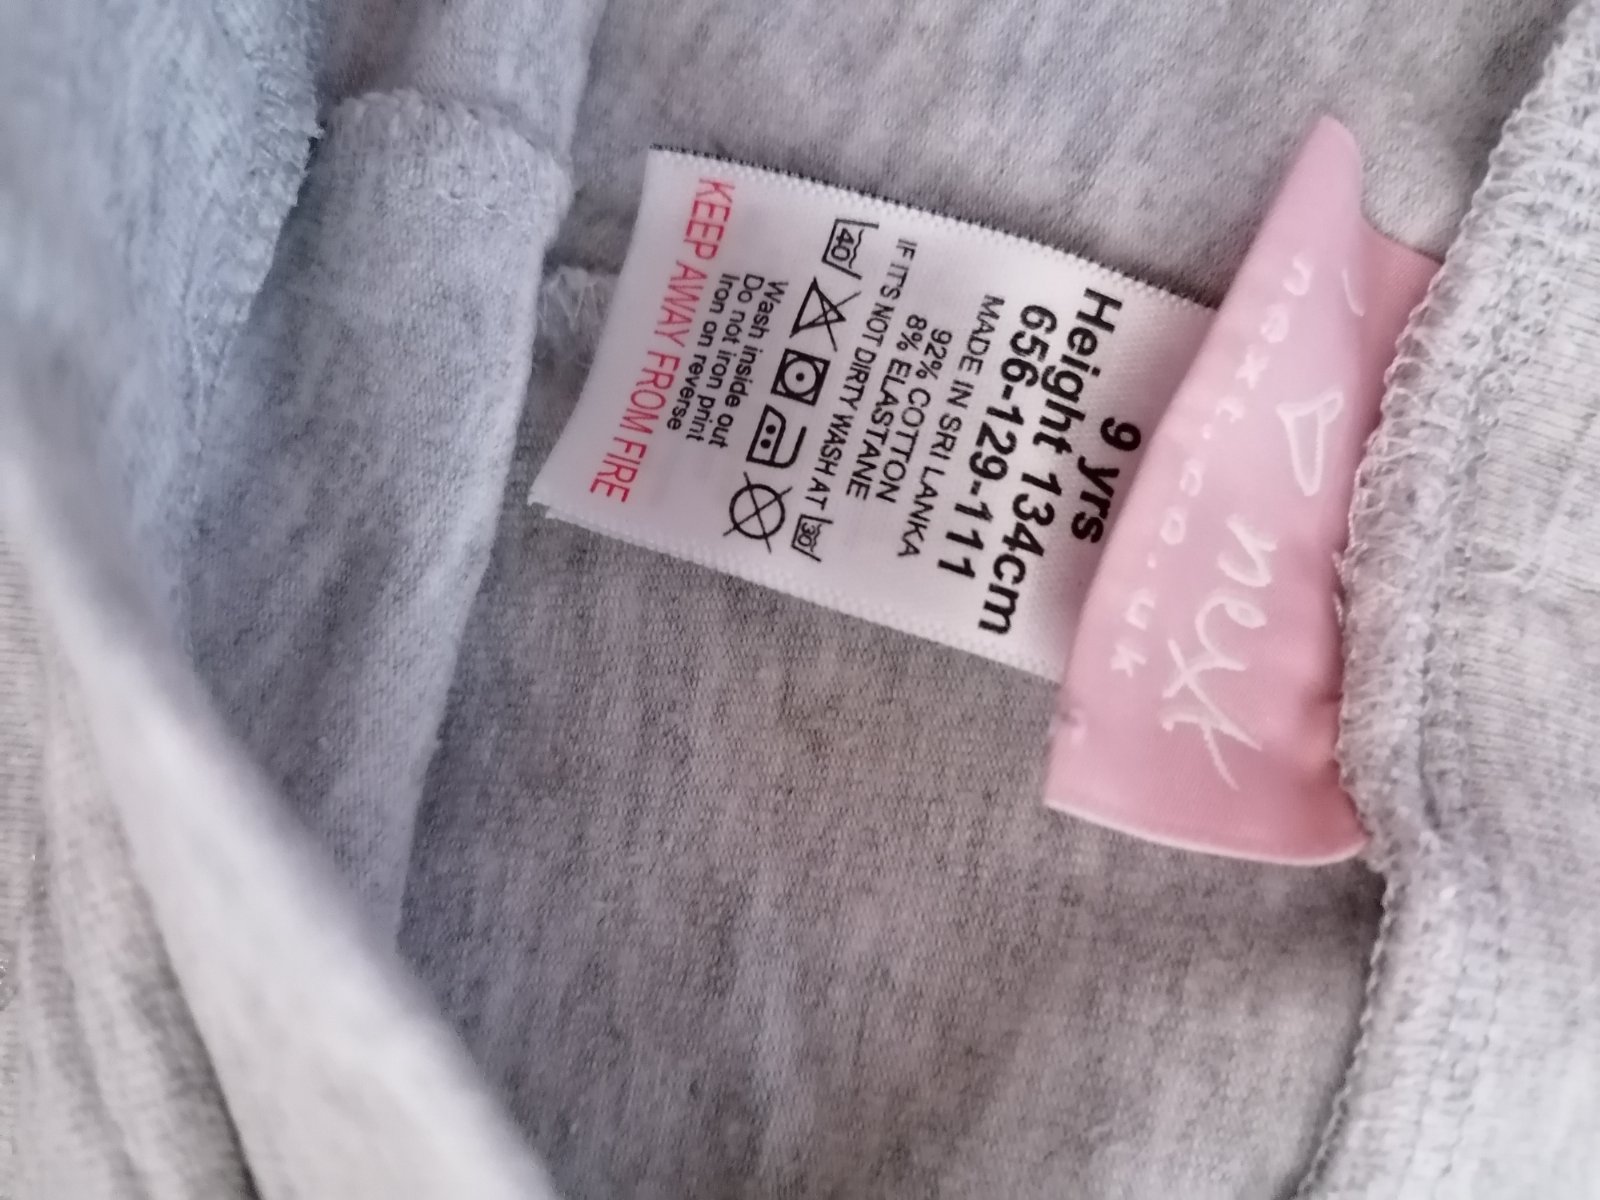 next
next.co.uk
9 yrs
Height 134cm
656-129-111
MADE IN SRI LANKA
92% COTTON
8% ELASTANE
IF IT'S NOT DIRTY WASH AT 30
40
Wash inside out
Do not iron print
Iron on reverse
KEEP AWAY FROM FIRE